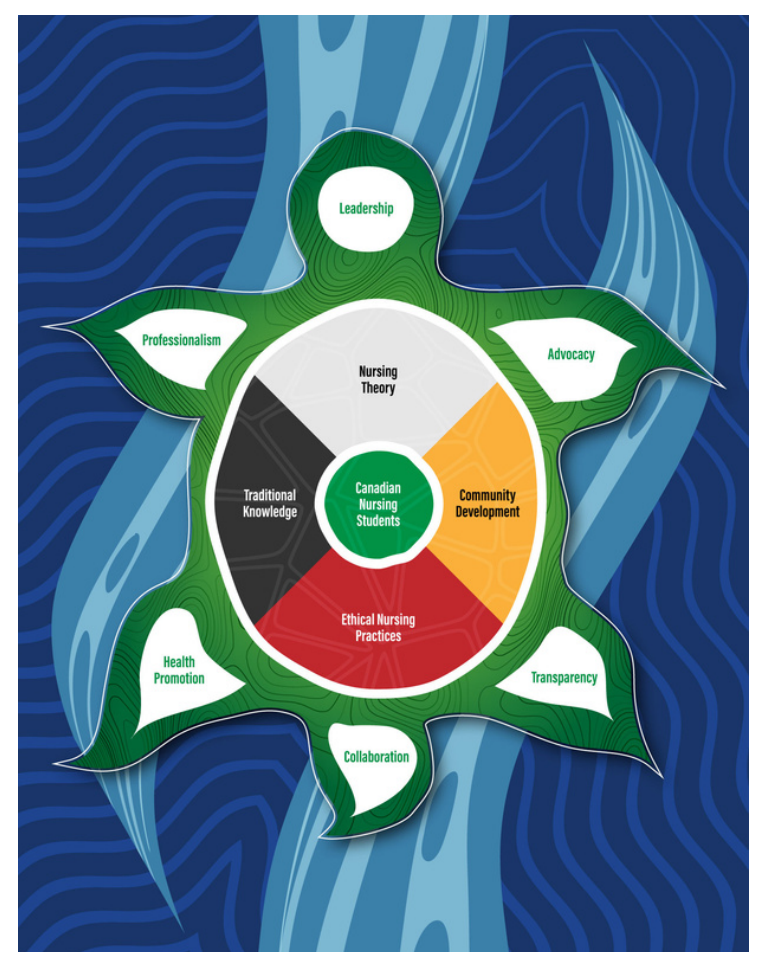 Leadership
Professionalism
Advocacy
Nursing
Theory
Traditional
Knowledge
Canadian
Nursing
Students
Community
Development
Ethical Nursing
Practices
Health
Promotion
Transparency
Collaboration